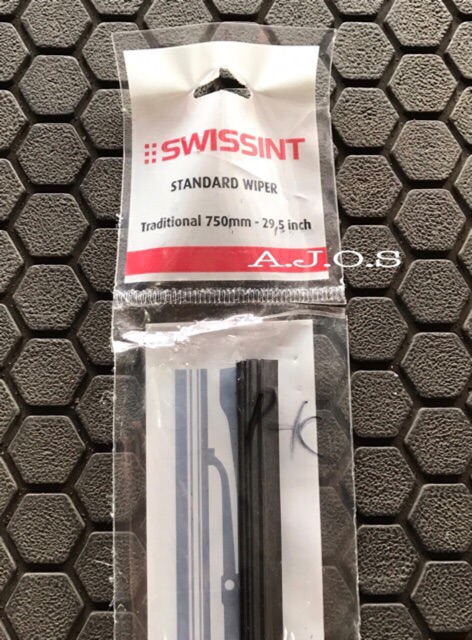 SWISSINT
STANDARD WIPER
Traditional 750mm - 29,5 inch
A.J.O.S